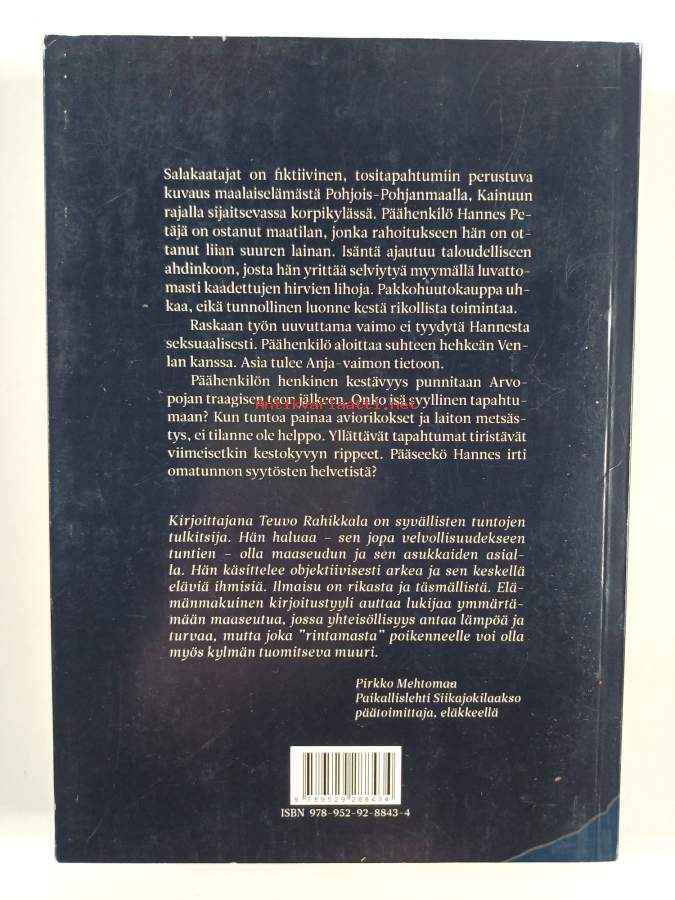 Salakaatajat on fiktiivinen, tositapahtumiin perustuva
kuvaus maalaiselämästä Pohjois-Pohjanmaalla, Kainuun
rajalla sijaitsevassa korpikylässä. Päähenkilö Hannes Pe-
täjä on ostanut maatilan, jonka rahoitukseen hän on ot-
tanut liian suuren lainan. Isäntä ajautuu taloudelliseen
ahdinkoon, josta hän yrittää selviytyä myymällä luvatto-
masti kaadettujen hirvien lihoja. Pakkohuutokauppa uh-
kaa, eikä tunnollinen luonne kestä rikollista toimintaa.
Raskaan työn uuvuttama vaimo ei tyydytä Hannesta
seksuaalisesti. Päähenkilö aloittaa suhteen hehkeän Ven-
lan kanssa. Asia tulee Anja-vaimon tietoon.
Päähenkilön henkinen kestävyys punnitaan Arvo-
pojan traagisen teon jälkeen. Onko isä syyllinen tapahtu-
Antikvariaatti.net
maan? Kun tuntoa painaa aviorikokset ja laiton metsäs-
tys, ei tilanne ole helppo. Yllättävät tapahtumat tiristävät
viimeisetkin kestokyvyn rippeet. Pääseekö Hannes irti
omatunnon syytösten helvetistä?
Kirjoittajana Teuvo Rahikkala on syvällisten tuntojen
tulkitsija. Hän haluaa – sen jopa velvollisuudekseen
tuntien – olla maaseudun ja sen asukkaiden asial-
la. Hän käsittelee objektiivisesti arkea ja sen keskellä
eläviä ihmisiä. Ilmaisu on rikasta ja täsmällistä. Elä-
mänmakuinen kirjoitustyyli auttaa lukijaa ymmärtä-
mään maaseutua, jossa yhteisöllisyys antaa lämpöä ja
turvaa, mutta joka ”rintamasta” poikenneelle voi olla
myös kylmän tuomitseva muuri.
Pirkko Mehtomaa
Paikallislehti Siikajokilaakso
päätoimittaja, eläkkeellä
9 789529 288434
ISBN 978-952-92-8843-4